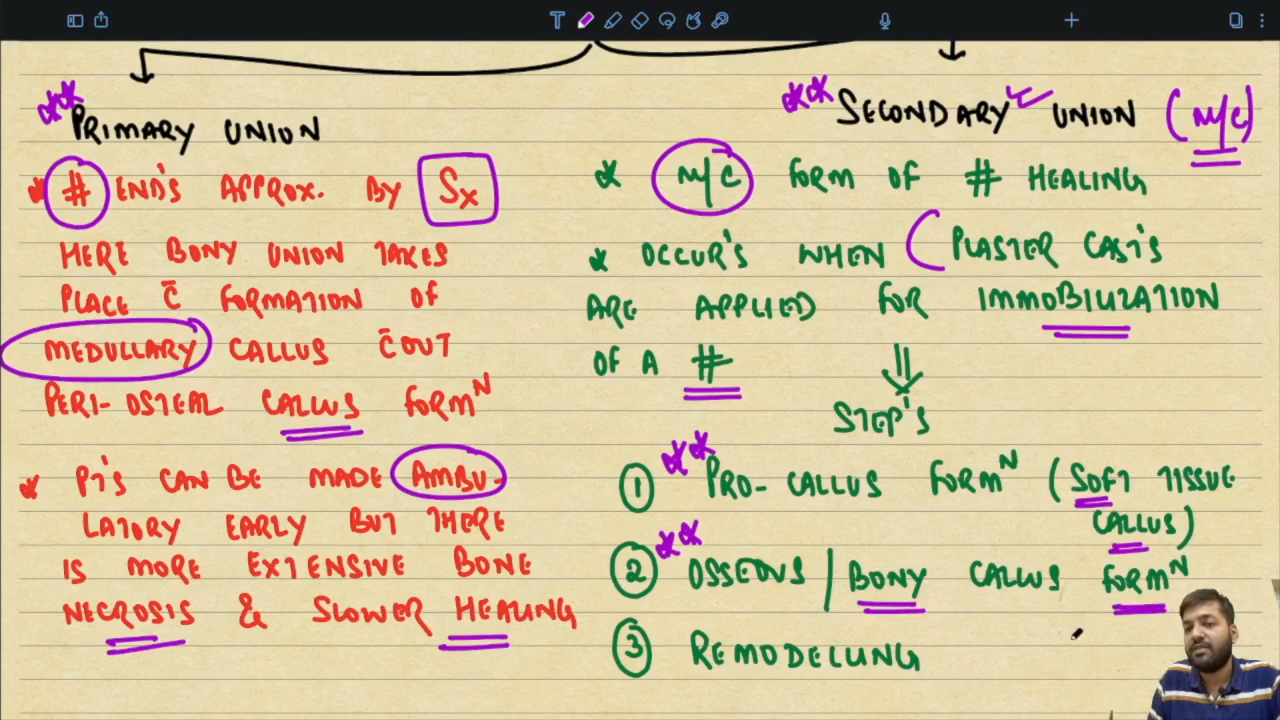 ** PRIMARY UNION
* # END'S APPROX. BY Sx
HERE BONY UNION TAKES
PLACE c̄ FORMATION OF
MEDULLARY CALLUS c̄OUT
PERI-OSTEAL CALLUS FORMᴺ
* PT'S CAN BE MADE AMBU-
LATORY EARLY BUT THERE
IS MORE EXTENSIVE BONE
NECROSIS & SLOWER HEALING
** SECONDARY UNION (M/C)
* M/C FORM OF # HEALING
* OCCUR'S WHEN (PLASTER CAST'S
ARE APPLIED FOR IMMOBILIZATION
OF A #
STEP'S
① ** PRO-CALLUS FORMᴺ (SOFT TISSUE
CALLUS)
② ** OSSEOUS / BONY CALLUS FORMᴺ
③ REMODELLING